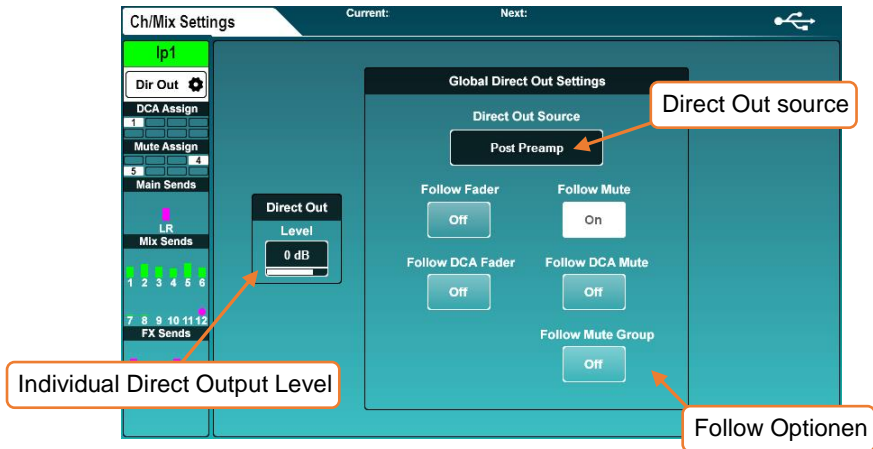 Ch/Mix Settings
Current:
Next:
Ip1
Dir Out
DCA Assign
1
Mute Assign
4
5
Main Sends
LR
Mix Sends
1 2 3 4 5 6
7 8 9 10 11 12
FX Sends
Direct Out
Level
0 dB
Global Direct Out Settings
Direct Out Source
Post Preamp
Follow Fader
Follow Mute
Off
On
Follow DCA Fader
Follow DCA Mute
Off
Off
Follow Mute Group
Off
Direct Out source
Individual Direct Output Level
Follow Optionen